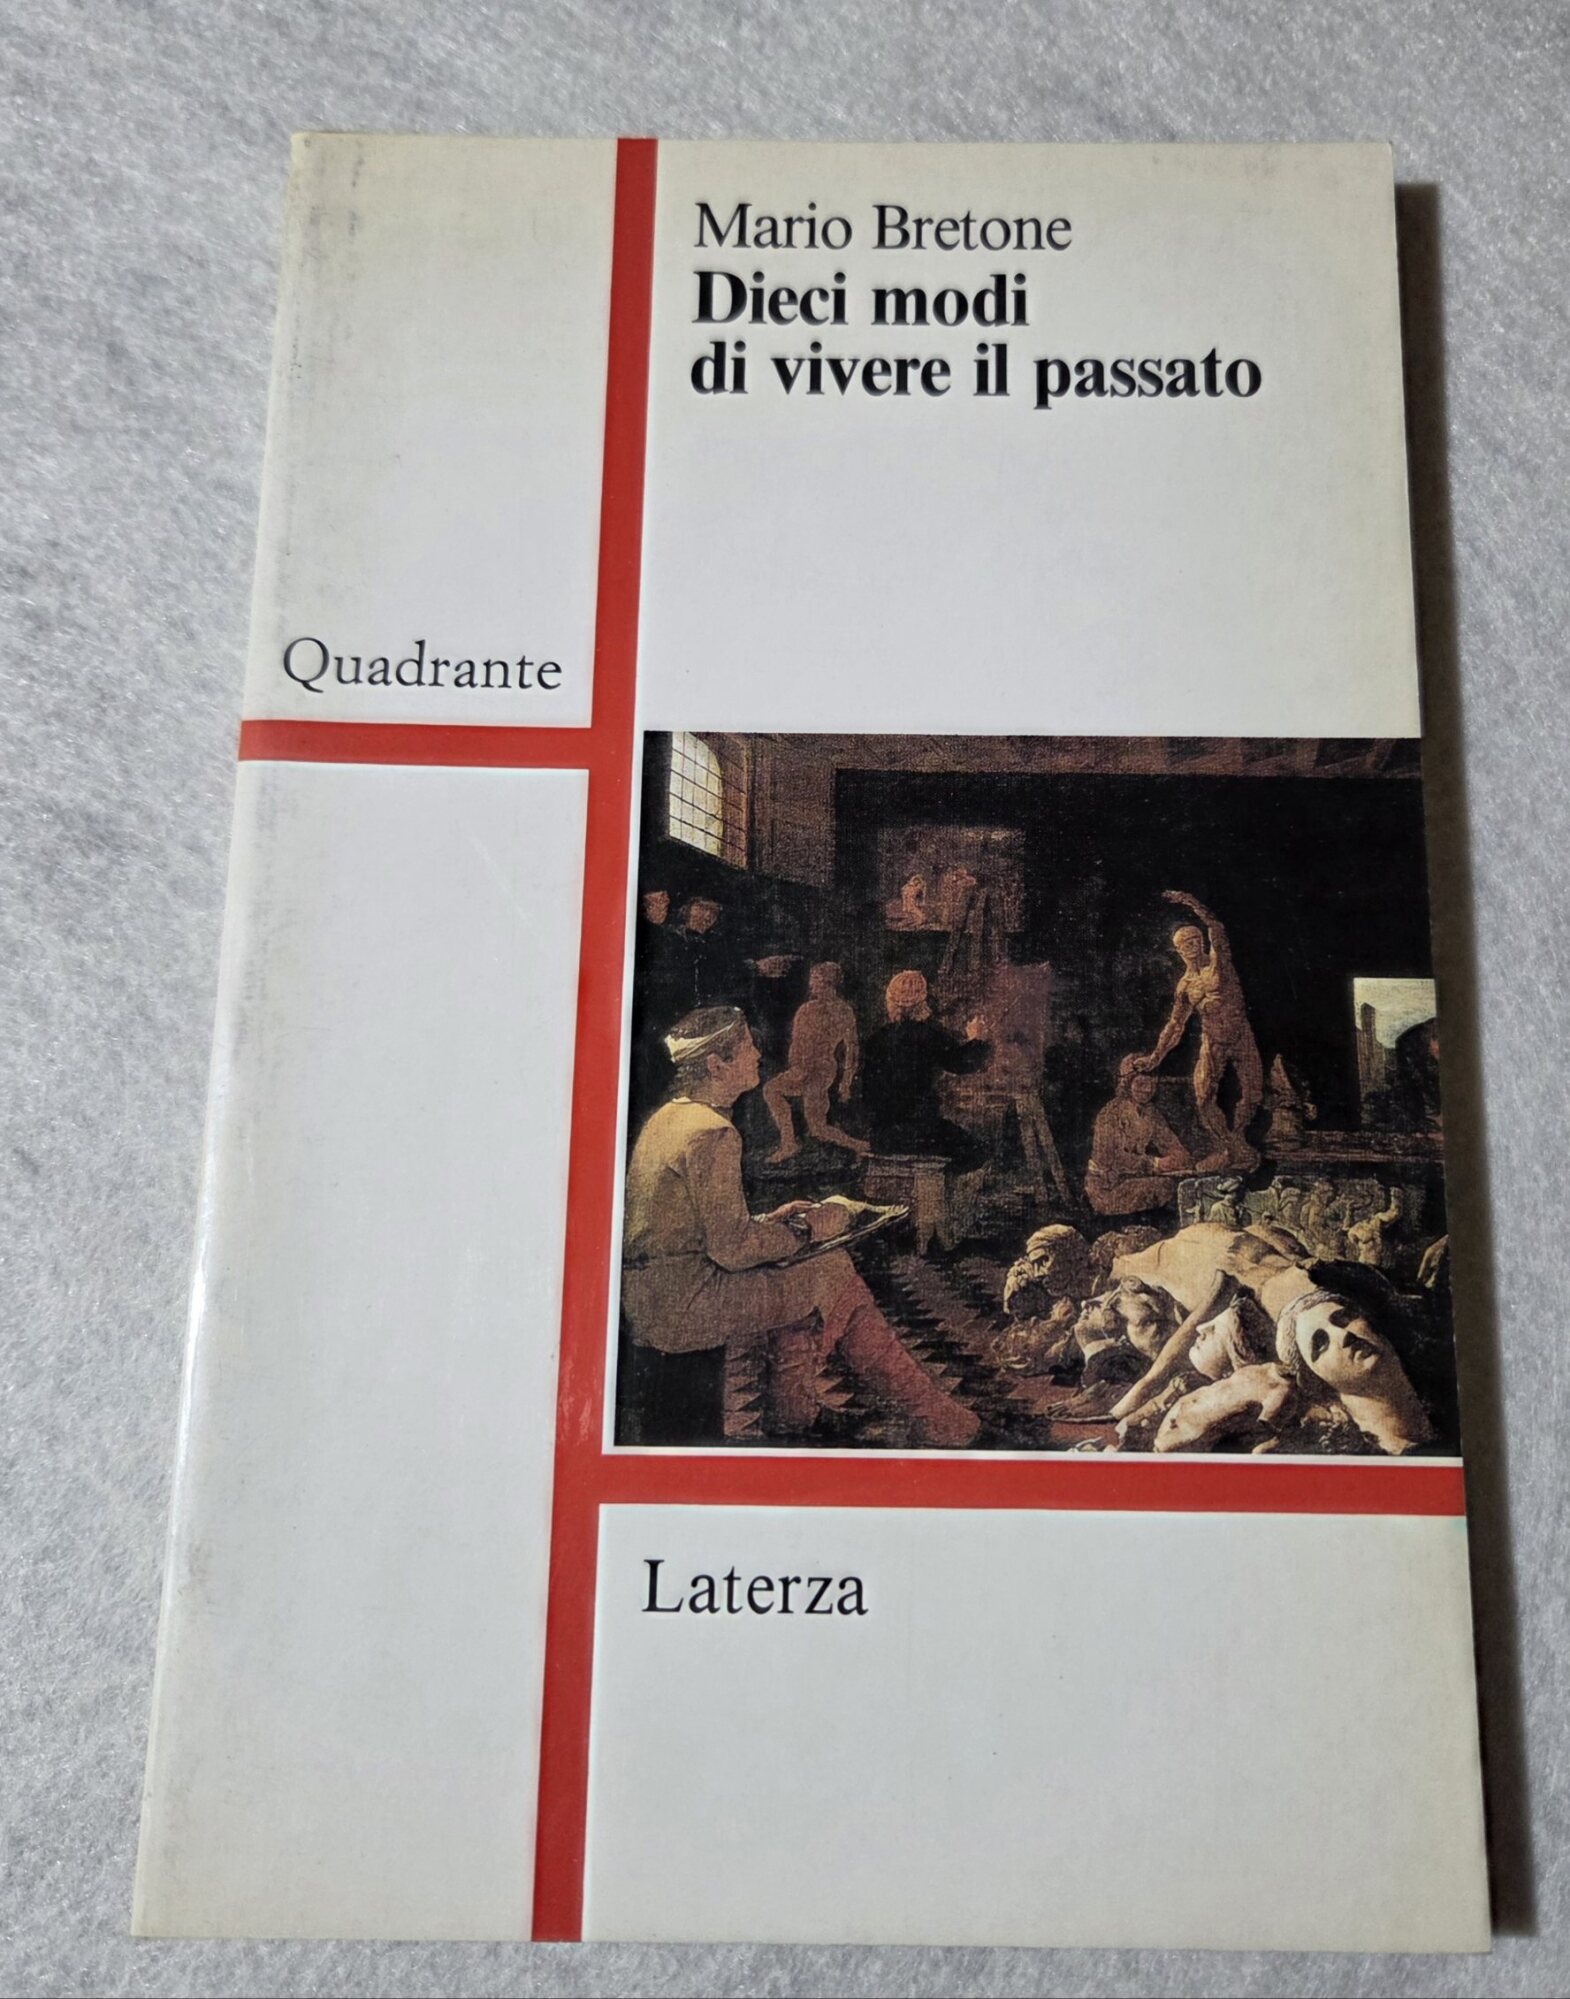 Mario Bretone
Dieci modi
di vivere il passato
Quadrante
Laterza